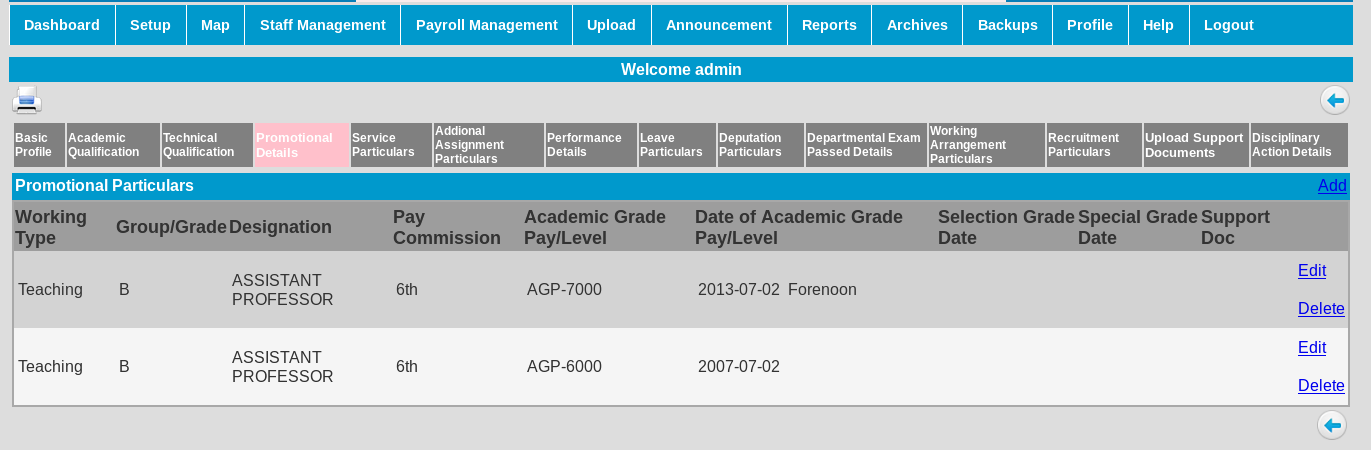 Dashboard Setup Map Staff Management Payroll Management Upload Announcement Reports Archives Backups Profile Help Logout
Welcome admin
Basic Profile Academic Qualification Technical Qualification Promotional Details Service Particulars Addional Assignment Particulars Performance Details Leave Particulars Deputation Particulars Departmental Exam Passed Details Working Arrangement Particulars Recruitment Particulars Upload Support Documents Disciplinary Action Details
Promotional Particulars Add
Working Type Group/Grade Designation Pay Commission Academic Grade Pay/Level Date of Academic Grade Pay/Level Selection Grade Date Special Grade Date Support Doc
Teaching B ASSISTANT PROFESSOR 6th AGP-7000 2013-07-02 Forenoon Edit Delete
Teaching B ASSISTANT PROFESSOR 6th AGP-6000 2007-07-02 Edit Delete